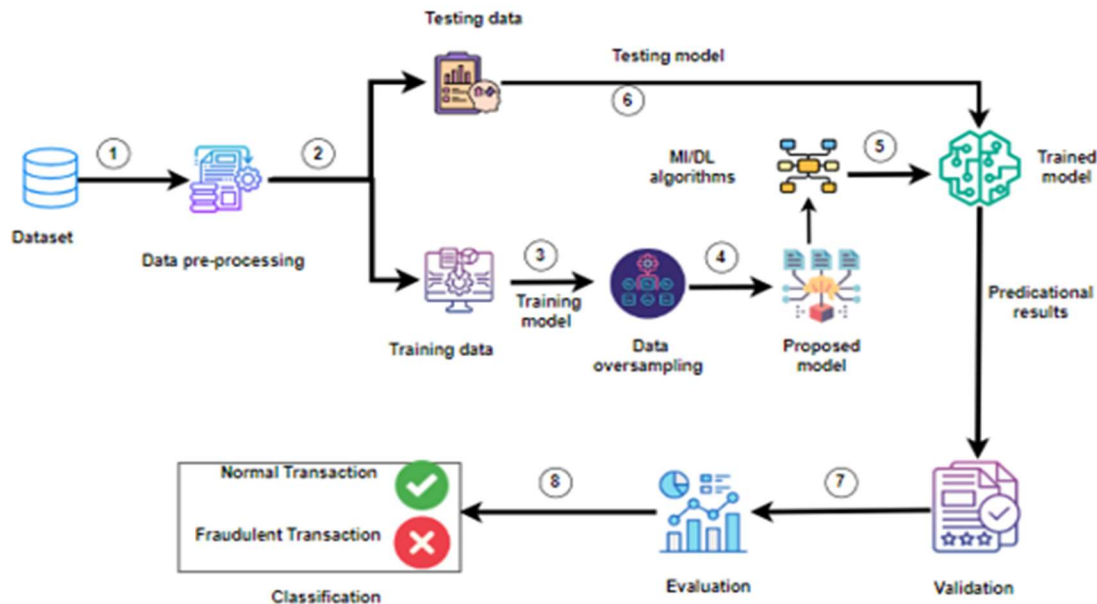 Testing data
Testing model
6
1
2
MI/DL
algorithms
5
Trained
model
Dataset
Data pre-processing
3
4
Training
model
Predicational
results
Training data
Data
oversampling
Proposed
model
Normal Transaction
8
7
Fraudulent Transaction
Evaluation
Validation
Classification